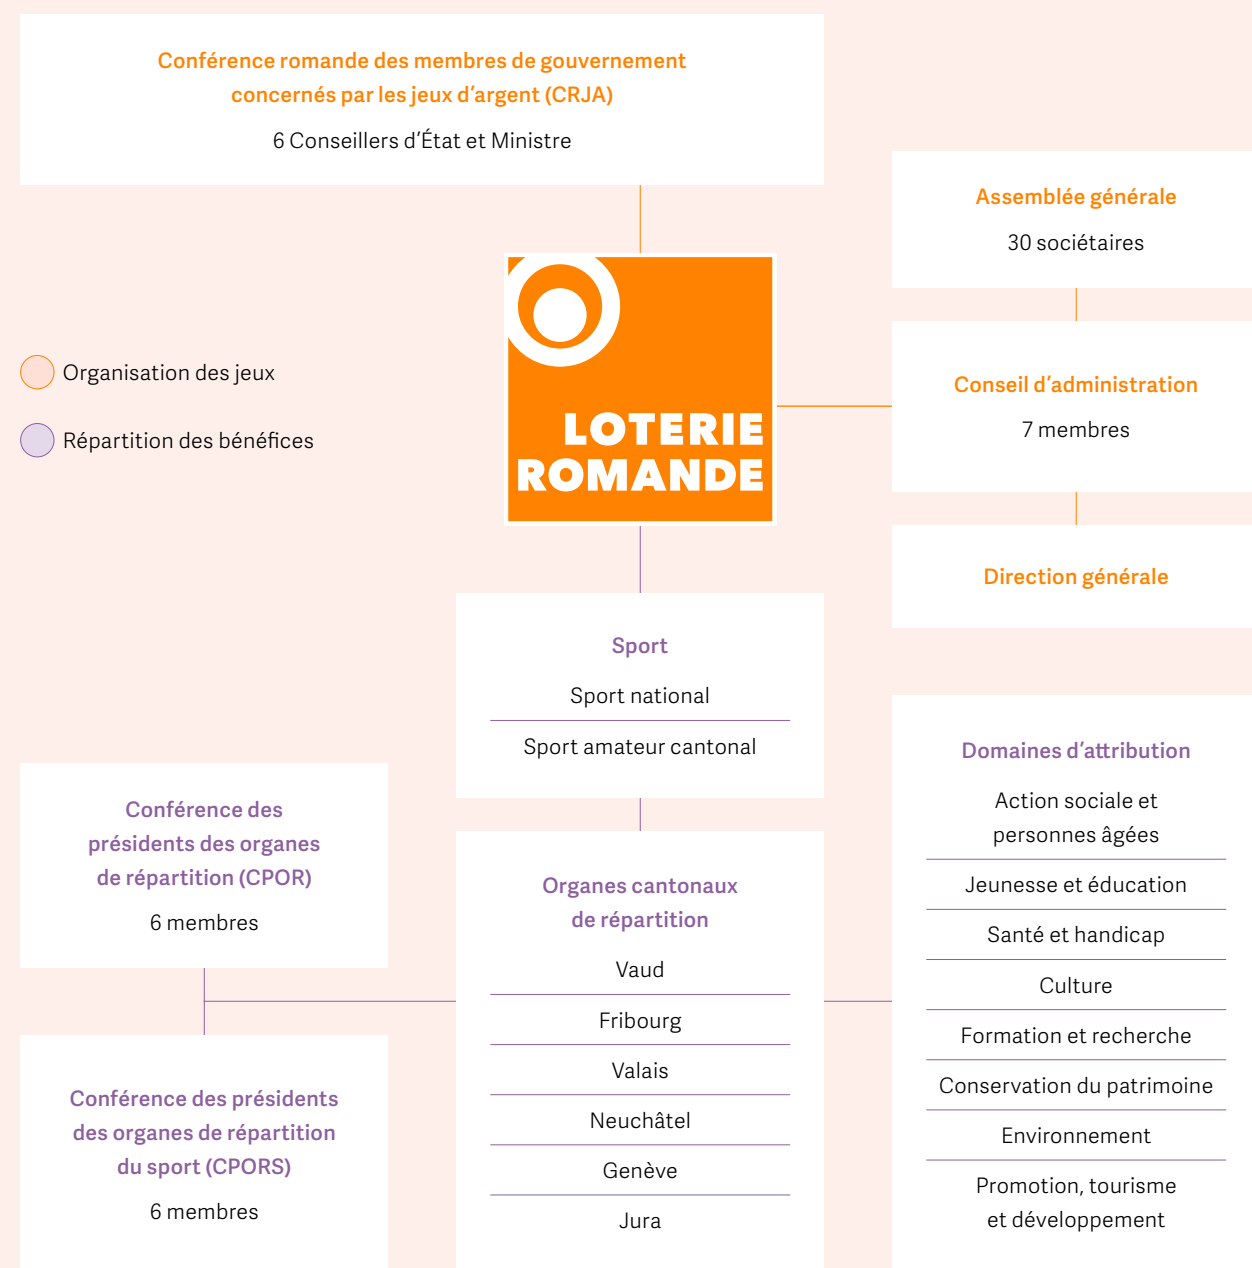 Conférence romande des membres de gouvernement
concernés par les jeux d’argent (CRJA)
6 Conseillers d’État et Ministre
Assemblée générale
30 sociétaires
Organisation des jeux
Répartition des bénéfices
LOTERIE
ROMANDE
Conseil d’administration
7 membres
Direction générale
Sport
Sport national
Sport amateur cantonal
Conférence des
présidents des organes
de répartition (CPOR)
6 membres
Conférence des présidents
des organes de répartition
du sport (CPORS)
6 membres
Organes cantonaux
de répartition
Vaud
Fribourg
Valais
Neuchâtel
Genève
Jura
Domaines d’attribution
Action sociale et
personnes âgées
Jeunesse et éducation
Santé et handicap
Culture
Formation et recherche
Conservation du patrimoine
Environnement
Promotion, tourisme
et développement